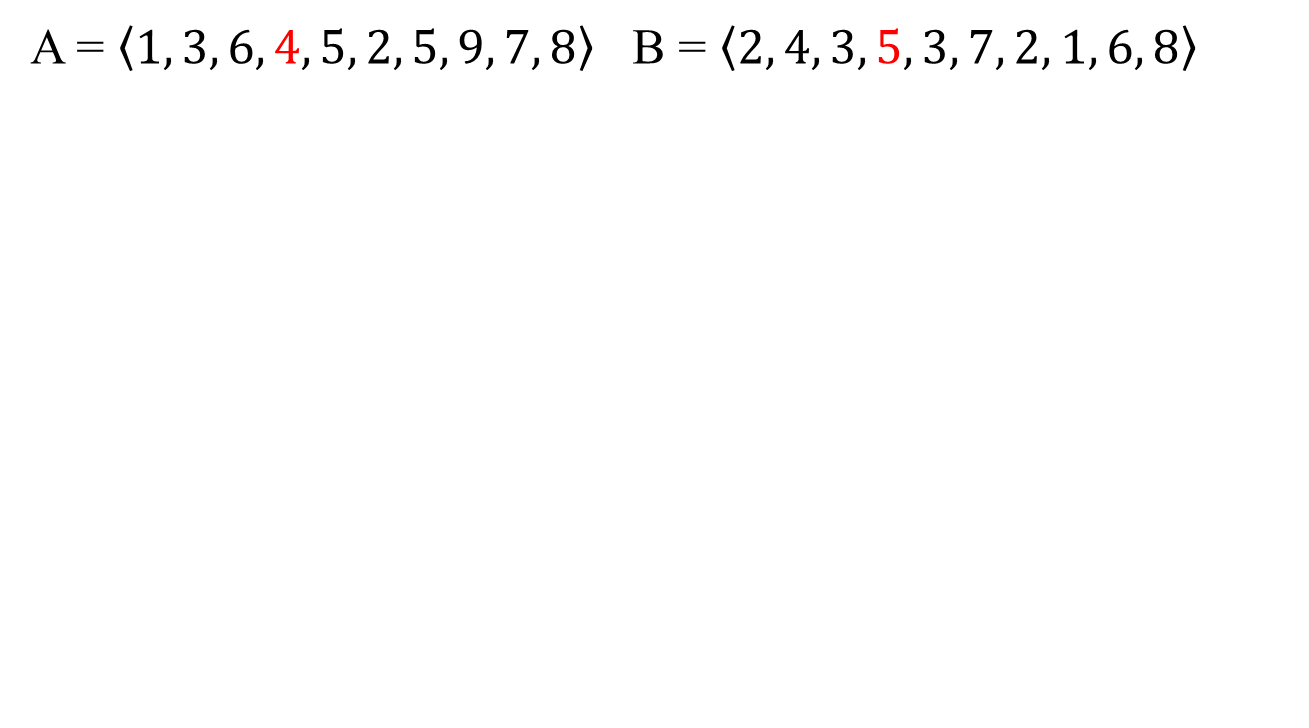 A = ⟨1, 3, 6, 4, 5, 2, 5, 9, 7, 8⟩ B = ⟨2, 4, 3, 5, 3, 7, 2, 1, 6, 8⟩